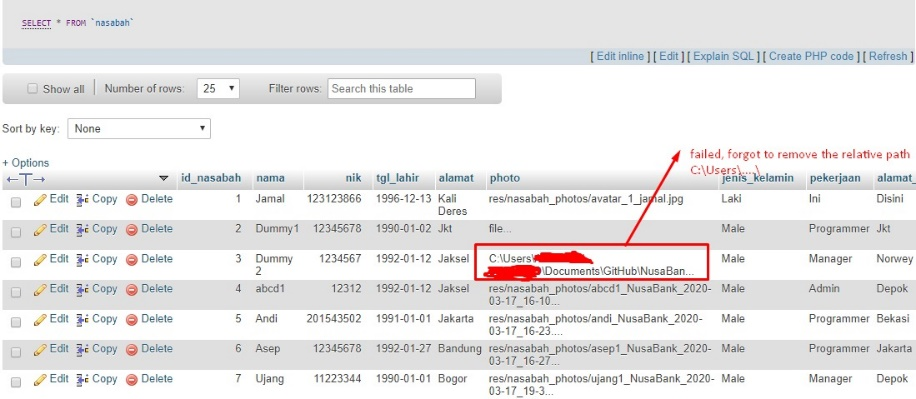 SELECT * FROM `nasabah`
[ Edit inline ] [ Edit ] [ Explain SQL ] [ Create PHP code ] [ Refresh ]
Show all Number of rows: 25 Filter rows: Search this table
Sort by key: None
failed, forgot to remove the relative path
C:\Users\....\
+ Options
id_nasabah nama nik tgl_lahir alamat photo jenis_kelamin pekerjaan alamat_
Edit Copy Delete 1 Jamal 123123866 1996-12-13 Kali res/nasabah_photos/avatar_1_jamal.jpg Laki Ini Disini
Deres
Edit Copy Delete 2 Dummy1 12345678 1990-01-02 Jkt file... Male Programmer Jkt
Edit Copy Delete 3 Dummy 1234567 1992-01-12 Jaksel C:\Users\ Male Manager Norwey
2 \Documents\GitHub\NusaBan...
Edit Copy Delete 4 abcd1 12312 1992-01-12 Jaksel res/nasabah_photos/abcd1_NusaBank_2020- Male Admin Depok
03-17_16-10...
Edit Copy Delete 5 Andi 201543502 1991-01-01 Jakarta res/nasabah_photos/andi_NusaBank_2020- Male Programmer Bekasi
03-17_16-23....
Edit Copy Delete 6 Asep 12345678 1992-01-27 Bandung res/nasabah_photos/asep1_NusaBank_2020- Male Programmer Jakarta
03-17_16-27...
Edit Copy Delete 7 Ujang 11223344 1990-01-01 Bogor res/nasabah_photos/ujang1_NusaBank_2020- Male Manager Depok
03-17_19-3...